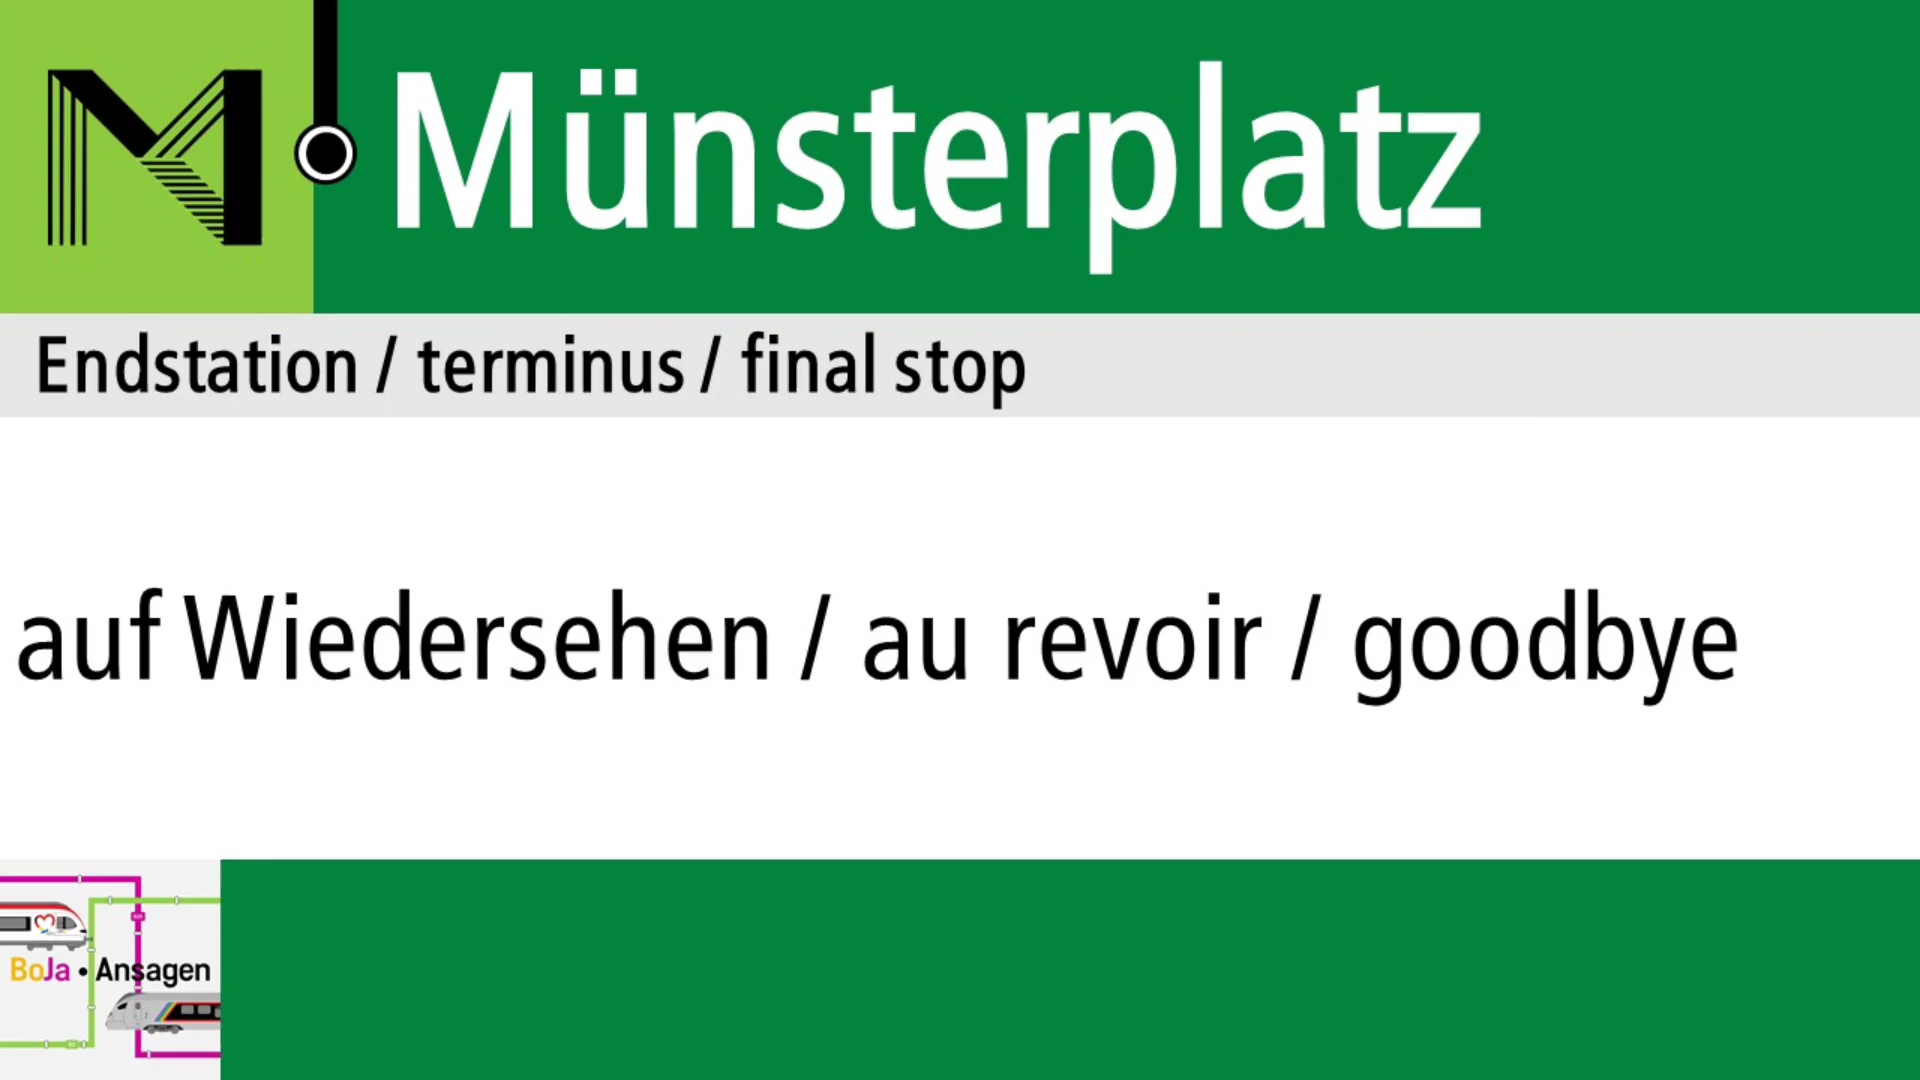 M
Münsterplatz
Endstation / terminus / final stop
auf Wiedersehen / au revoir / goodbye
BoJa • Ansagen